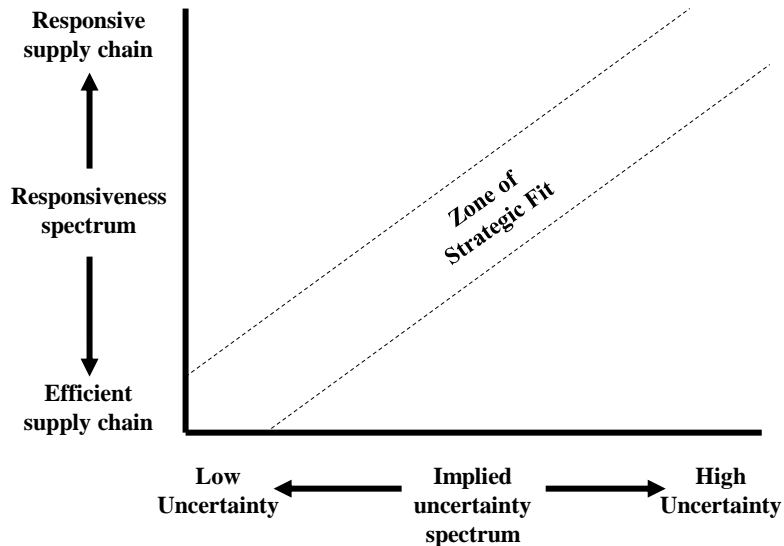 Responsive
supply chain
Responsiveness
spectrum
Efficient
supply chain
Zone of
Strategic Fit
Low
Uncertainty
Implied
uncertainty
spectrum
High
Uncertainty